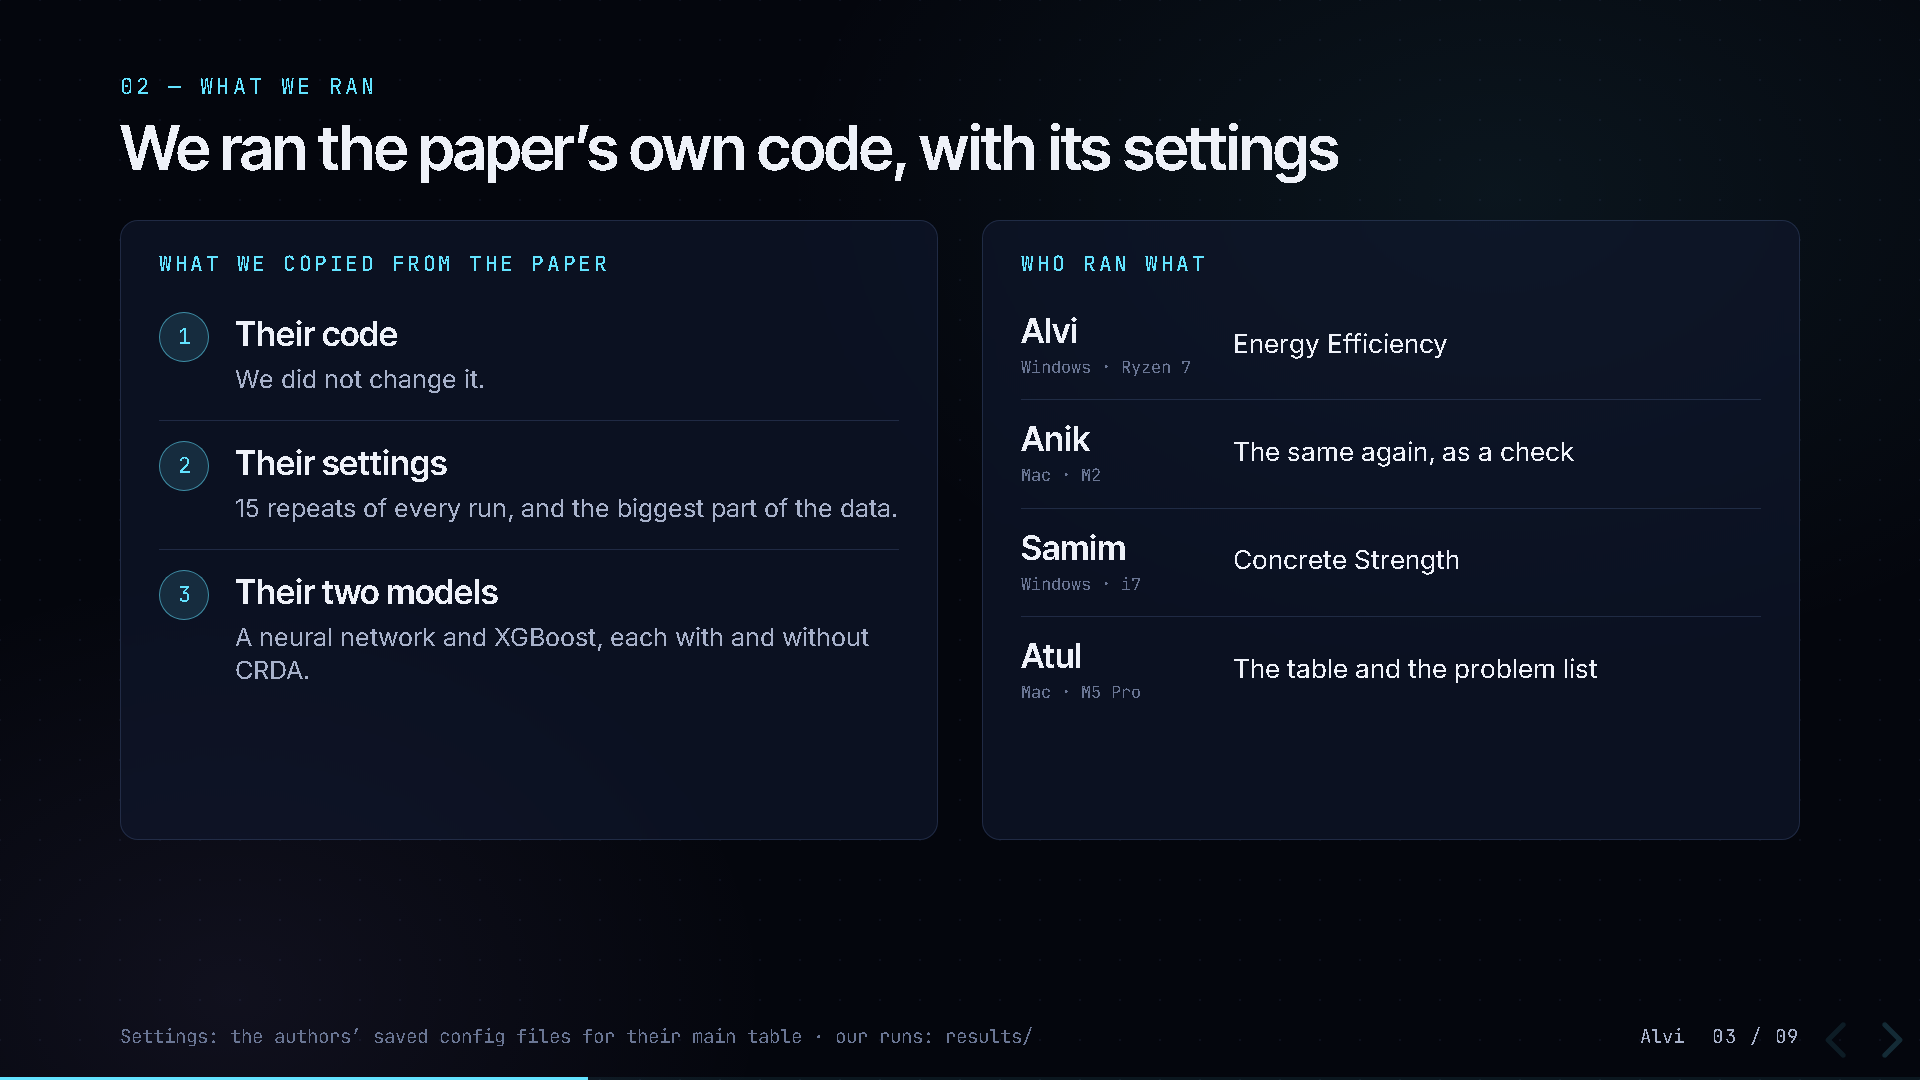 02 — WHAT WE RAN
We ran the paper’s own code, with its settings
WHAT WE COPIED FROM THE PAPER
1
Their code
We did not change it.
2
Their settings
15 repeats of every run, and the biggest part of the data.
3
Their two models
A neural network and XGBoost, each with and without
CRDA.
WHO RAN WHAT
Alvi
Windows · Ryzen 7
Energy Efficiency
Anik
Mac · M2
The same again, as a check
Samim
Windows · i7
Concrete Strength
Atul
Mac · M5 Pro
The table and the problem list
Settings: the authors’ saved config files for their main table · our runs: results/
Alvi 03 / 09